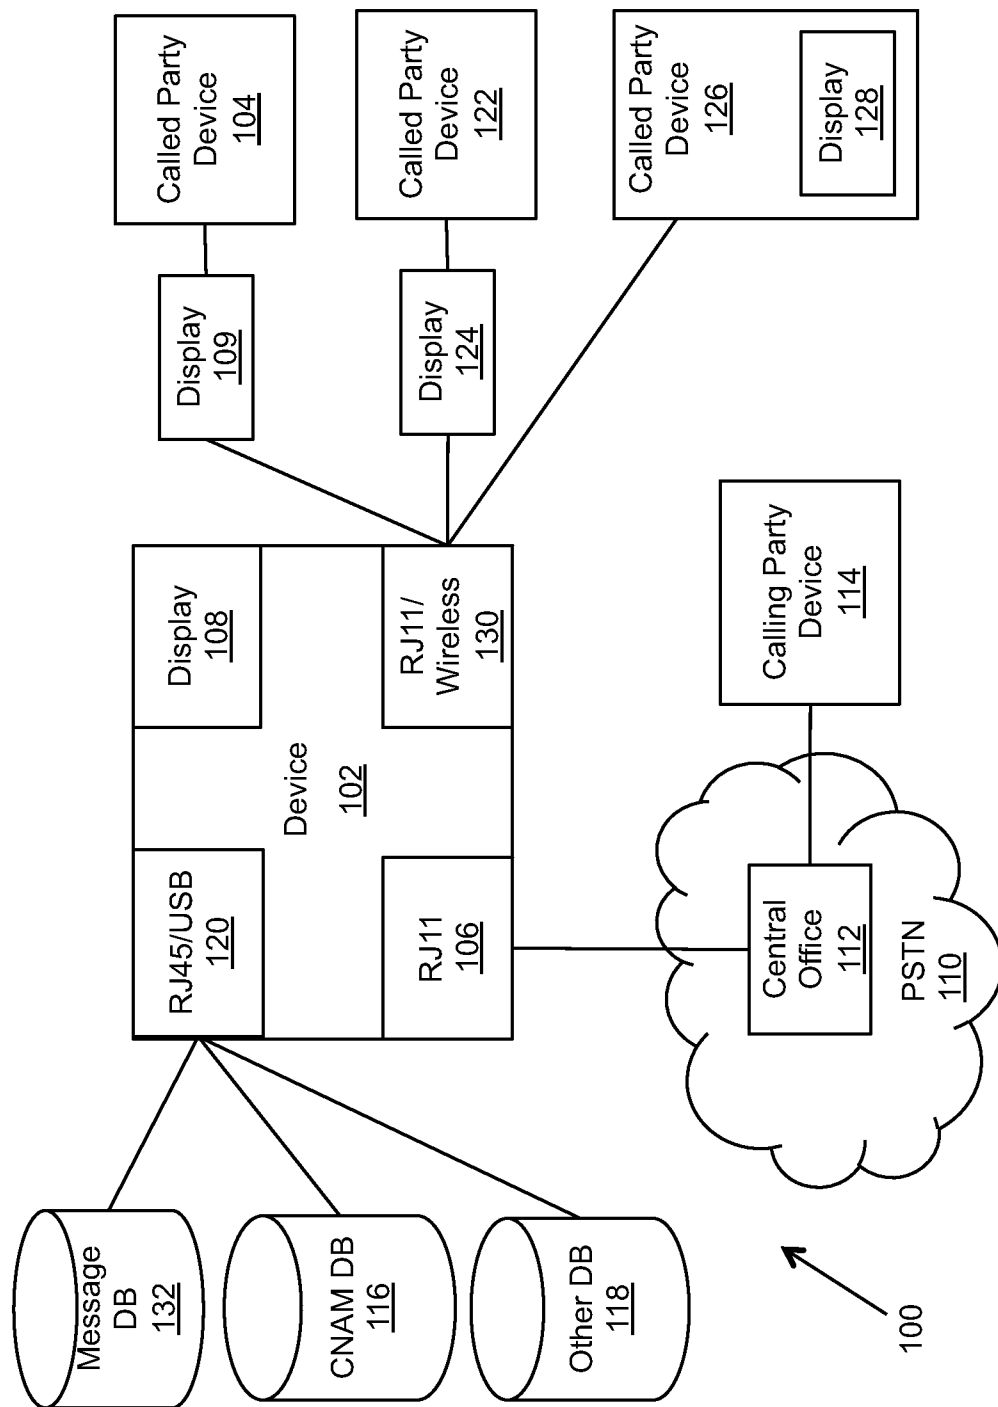 Message
DB
132
CNAM DB
116
Other DB
118
RJ45/USB
120
Display
108
Device
102
RJ11
106
RJ11/
Wireless
130
Display
109
Called Party
Device
104
Display
124
Called Party
Device
122
Called Party
Device
126
Display
128
Central
Office
112
PSTN
110
Calling Party
Device
114
100